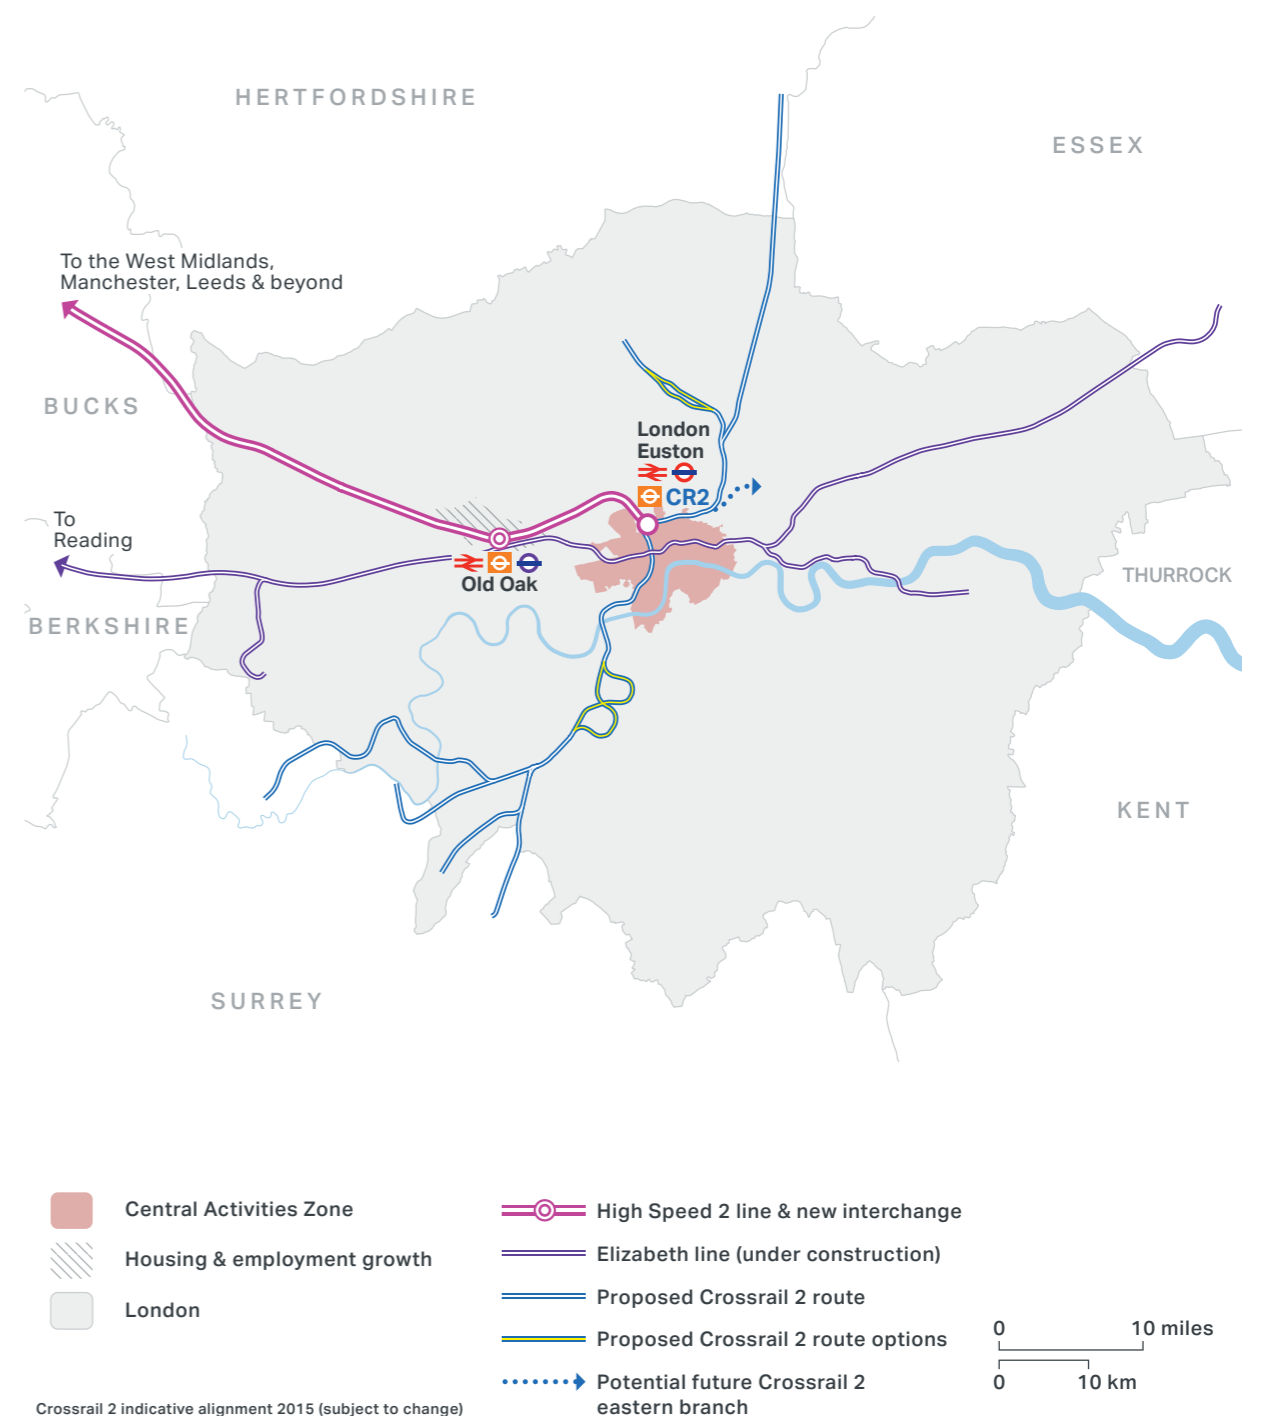 HERTFORDSHIRE
ESSEX
To the West Midlands,
Manchester, Leeds & beyond
BUCKS
London
Euston
CR2
To
Reading
Old Oak
THURROCK
BERKSHIRE
KENT
SURREY
Central Activities Zone
Housing & employment growth
London
High Speed 2 line & new interchange
Elizabeth line (under construction)
Proposed Crossrail 2 route
Proposed Crossrail 2 route options
Potential future Crossrail 2
eastern branch
0 10 miles
0 10 km
Crossrail 2 indicative alignment 2015 (subject to change)